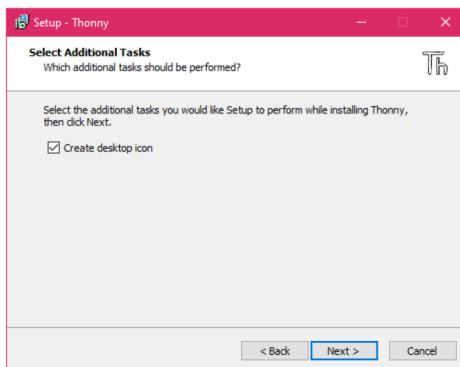 Setup - Thonny
Select Additional Tasks
Which additional tasks should be performed?
Th
Select the additional tasks you would like Setup to perform while installing Thonny,
then click Next.
Create desktop icon
< Back Next > Cancel